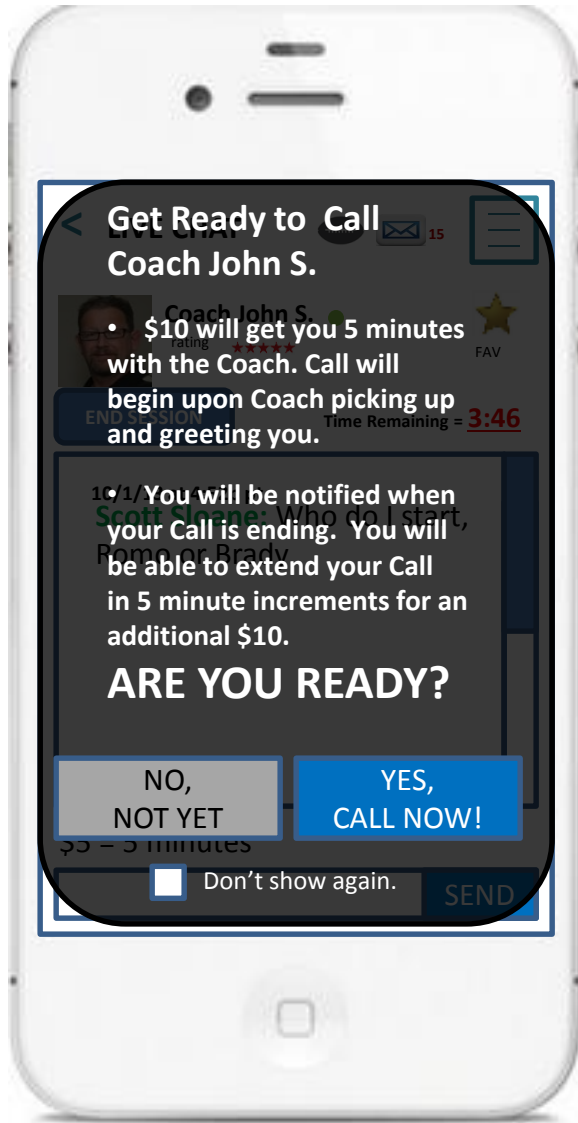 Get Ready to Call
Coach John S.
< LIVE CHAT
15
Coach John S.
rating
FAV
• $10 will get you 5 minutes
with the Coach. Call will
begin upon Coach picking up
and greeting you.
END SESSION
Time Remaining = 3:46
• You will be notified when
your Call is ending. You will
be able to extend your Call
in 5 minute increments for an
additional $10.
Scott Sloane: Who do I start,
Romo or Brady
ARE YOU READY?
NO,
NOT YET
YES,
CALL NOW!
$5 = 5 minutes
Don't show again.
SEND